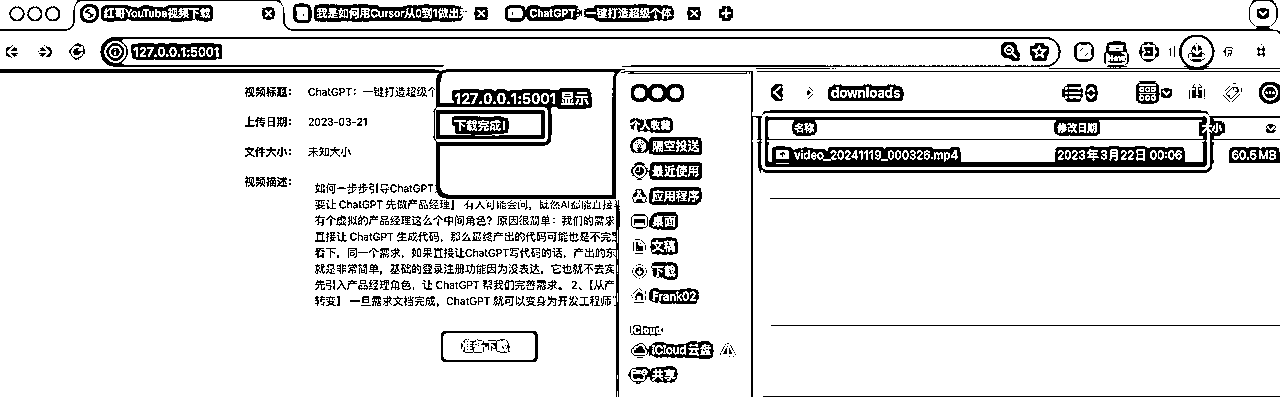 红哥YouTube视频下载
我是如何用Cursor从0到1做出
ChatGPT:一键打造超级个体
127.0.0.1:5001
视频标题: ChatGPT:一键打造超级个
上传日期: 2023-03-21
文件大小: 未知大小
视频描述:
如何一步步引导ChatGPT
要让 ChatGPT 先做产品经理】 有人可能会问，既然AI都能直接
有个虚拟的产品经理这么个中间角色？原因很简单：我们的需求
直接让 ChatGPT 生成代码，那么最终产出的代码可能也是不完
看下，同一个需求，如果直接让ChatGPT写代码的话，产出的东
就是非常简单，基础的登录注册功能因为没表达，它也就不去实
先引入产品经理角色，让 ChatGPT 帮我们完善需求。 2、【从产
转变】 一旦需求文档完成，ChatGPT 就可以变身为开发工程师
准备下载
127.0.0.1:5001 显示
下载完成！
个人收藏
隔空投送
最近使用
应用程序
桌面
文稿
下载
Frank02
iCloud
iCloud 云盘
共享
downloads
名称 修改日期 大小
video_20241119_000326.mp4 2023年3月22日 00:06 60.5 MB